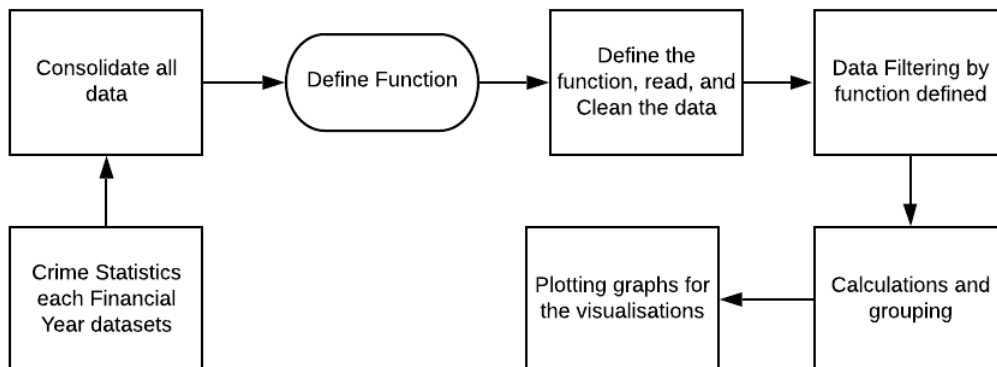 Consolidate all
data
Define Function
Define the
function, read, and
Clean the data
Data Filtering by
function defined
Crime Statistics
each Financial
Year datasets
Plotting graphs for
the visualisations
Calculations and
grouping